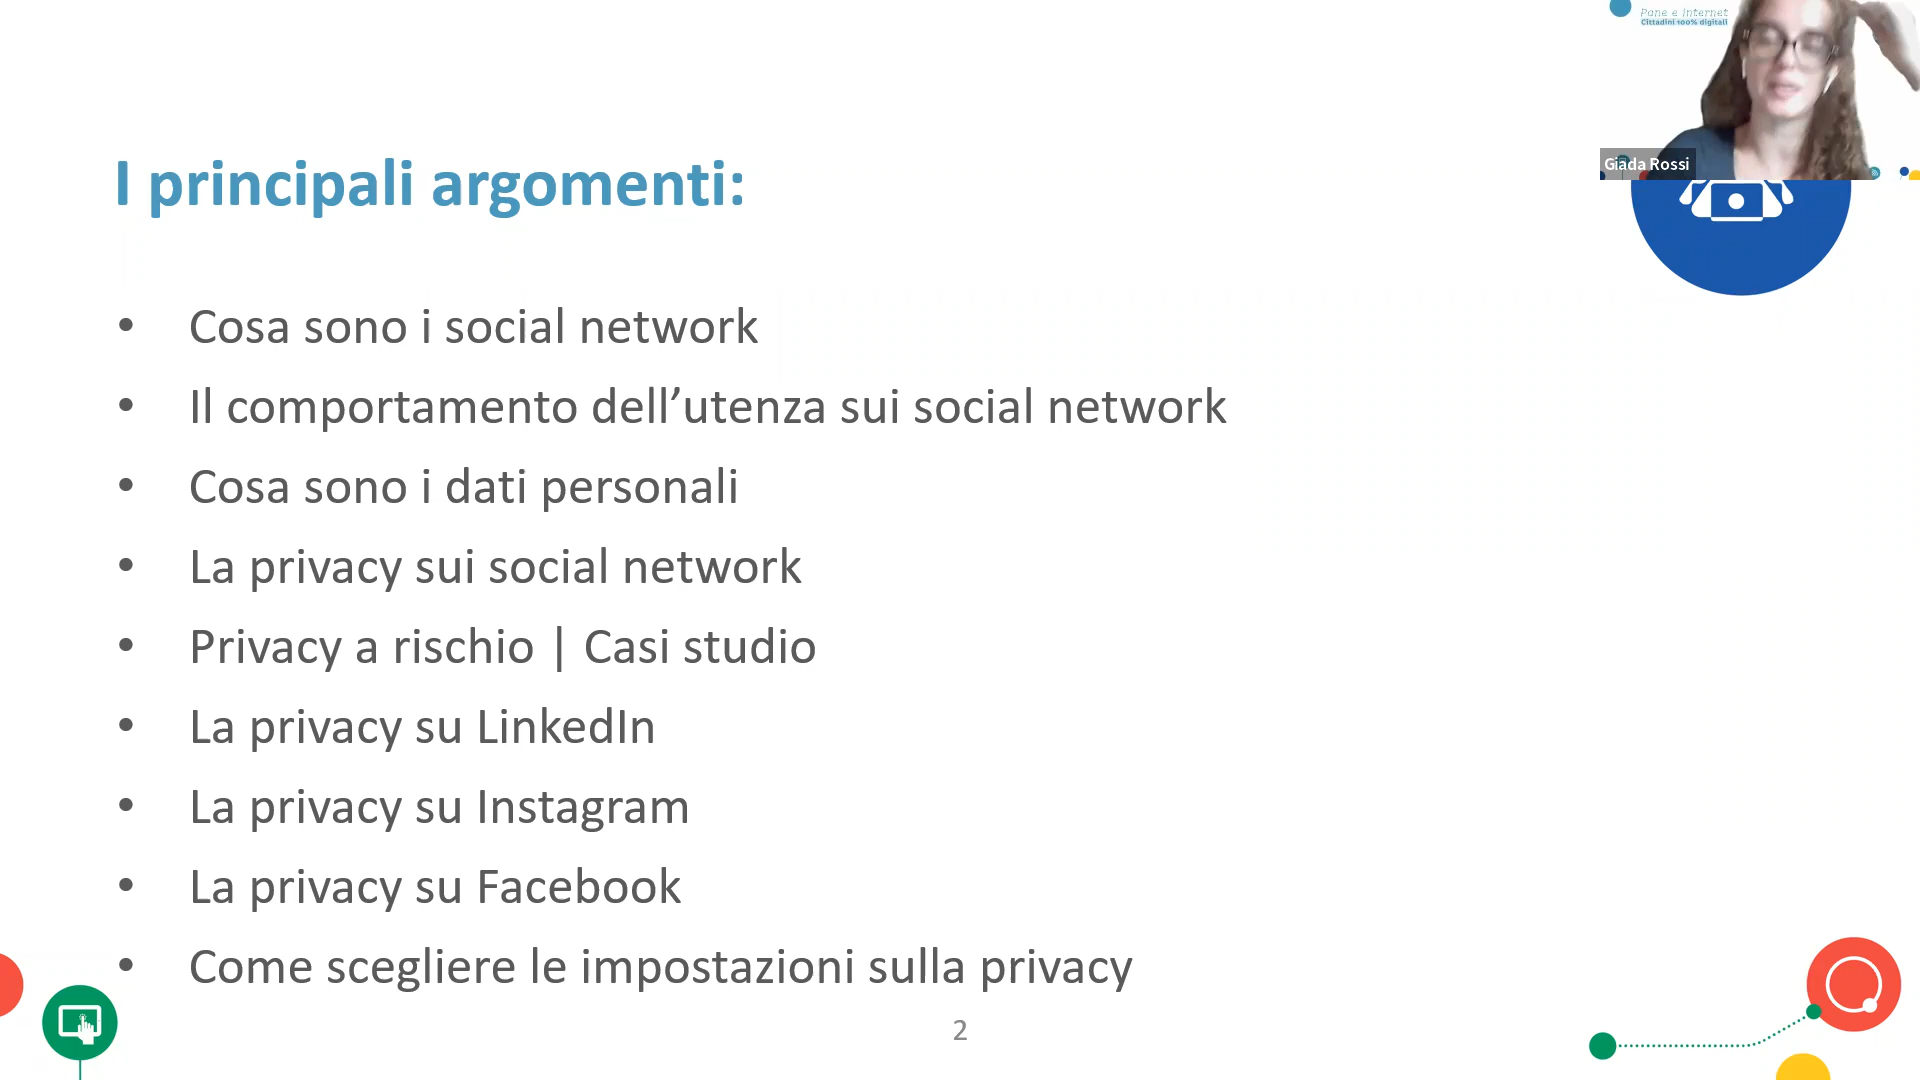 Pane e Internet
Cittadini 100% digitali
Giada Rossi
I principali argomenti:
• Cosa sono i social network
• Il comportamento dell’utenza sui social network
• Cosa sono i dati personali
• La privacy sui social network
• Privacy a rischio | Casi studio
• La privacy su LinkedIn
• La privacy su Instagram
• La privacy su Facebook
• Come scegliere le impostazioni sulla privacy
2